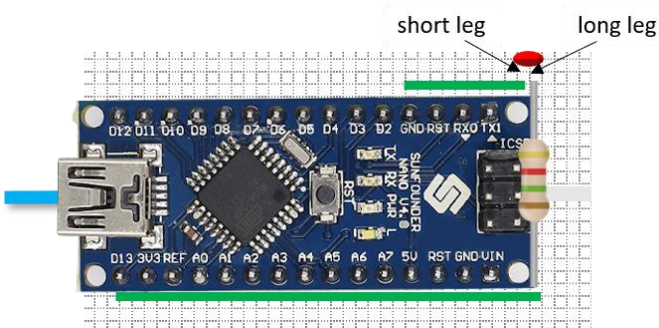 short leg long leg
D12 D11 D10 D9 D8 D7 D6 D5 D4 D3 D2 GND RST RX0 TX1
ICSP
TX
RX
PWR
L
RST
SUNFOUNDER
NANO V4.0
D13 3V3 REF A0 A1 A2 A3 A4 A5 A6 A7 5V RST GND VIN